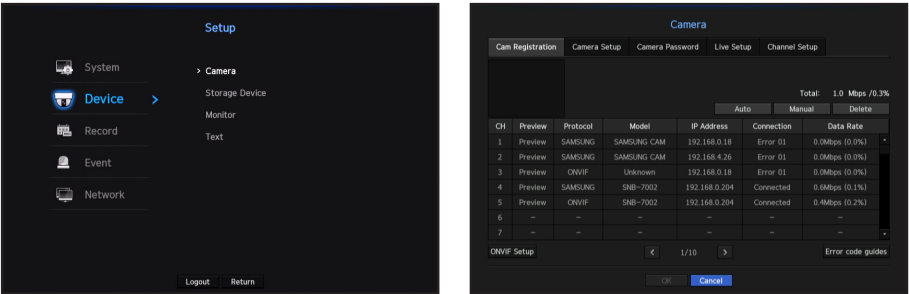 Setup
System
Device
Record
Event
Network
> Camera
Storage Device
Monitor
Text
Logout Return
Camera
Cam Registration Camera Setup Camera Password Live Setup Channel Setup
Total: 1.0 Mbps /0.3%
Auto Manual Delete
CH Preview Protocol Model IP Address Connection Data Rate
1 Preview SAMSUNG SAMSUNG CAM 192.168.0.18 Error 01 0.0Mbps (0.0%)
2 Preview SAMSUNG SAMSUNG CAM 192.168.4.26 Error 01 0.0Mbps (0.0%)
3 Preview ONVIF Unknown 192.168.0.18 Error 01 0.0Mbps (0.0%)
4 Preview SAMSUNG SNB-7002 192.168.0.204 Connected 0.6Mbps (0.1%)
5 Preview ONVIF SNB-7002 192.168.0.204 Connected 0.4Mbps (0.2%)
6 - - - - - -
7 - - - - - -
ONVIF Setup < 1/10 > Error code guides
OK Cancel